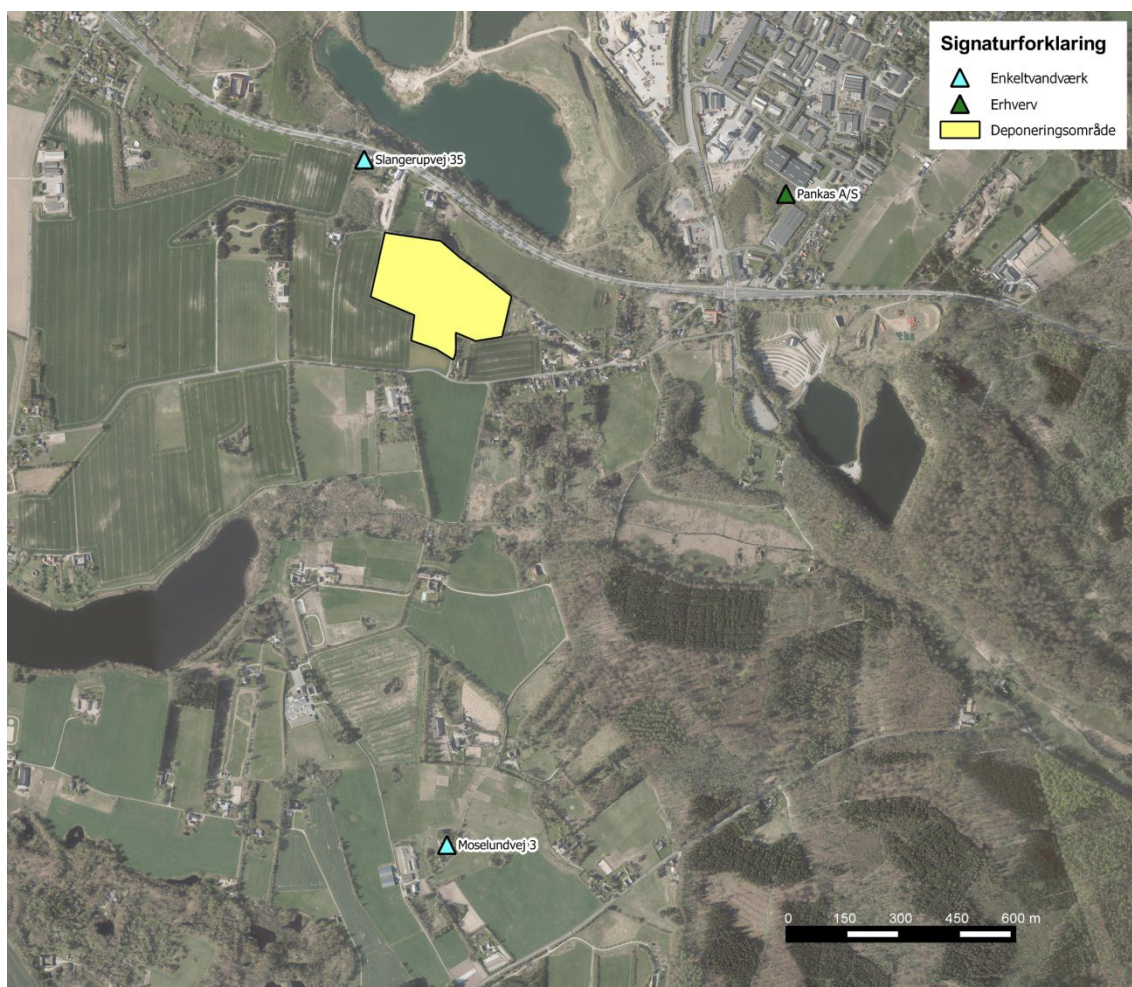 Signaturforklaring
Enkeltvandværk
Erhverv
Deponeringsområde
Slangerupvej 35
Pankas A/S
Moselundvej 3
0 150 300 450 600 m